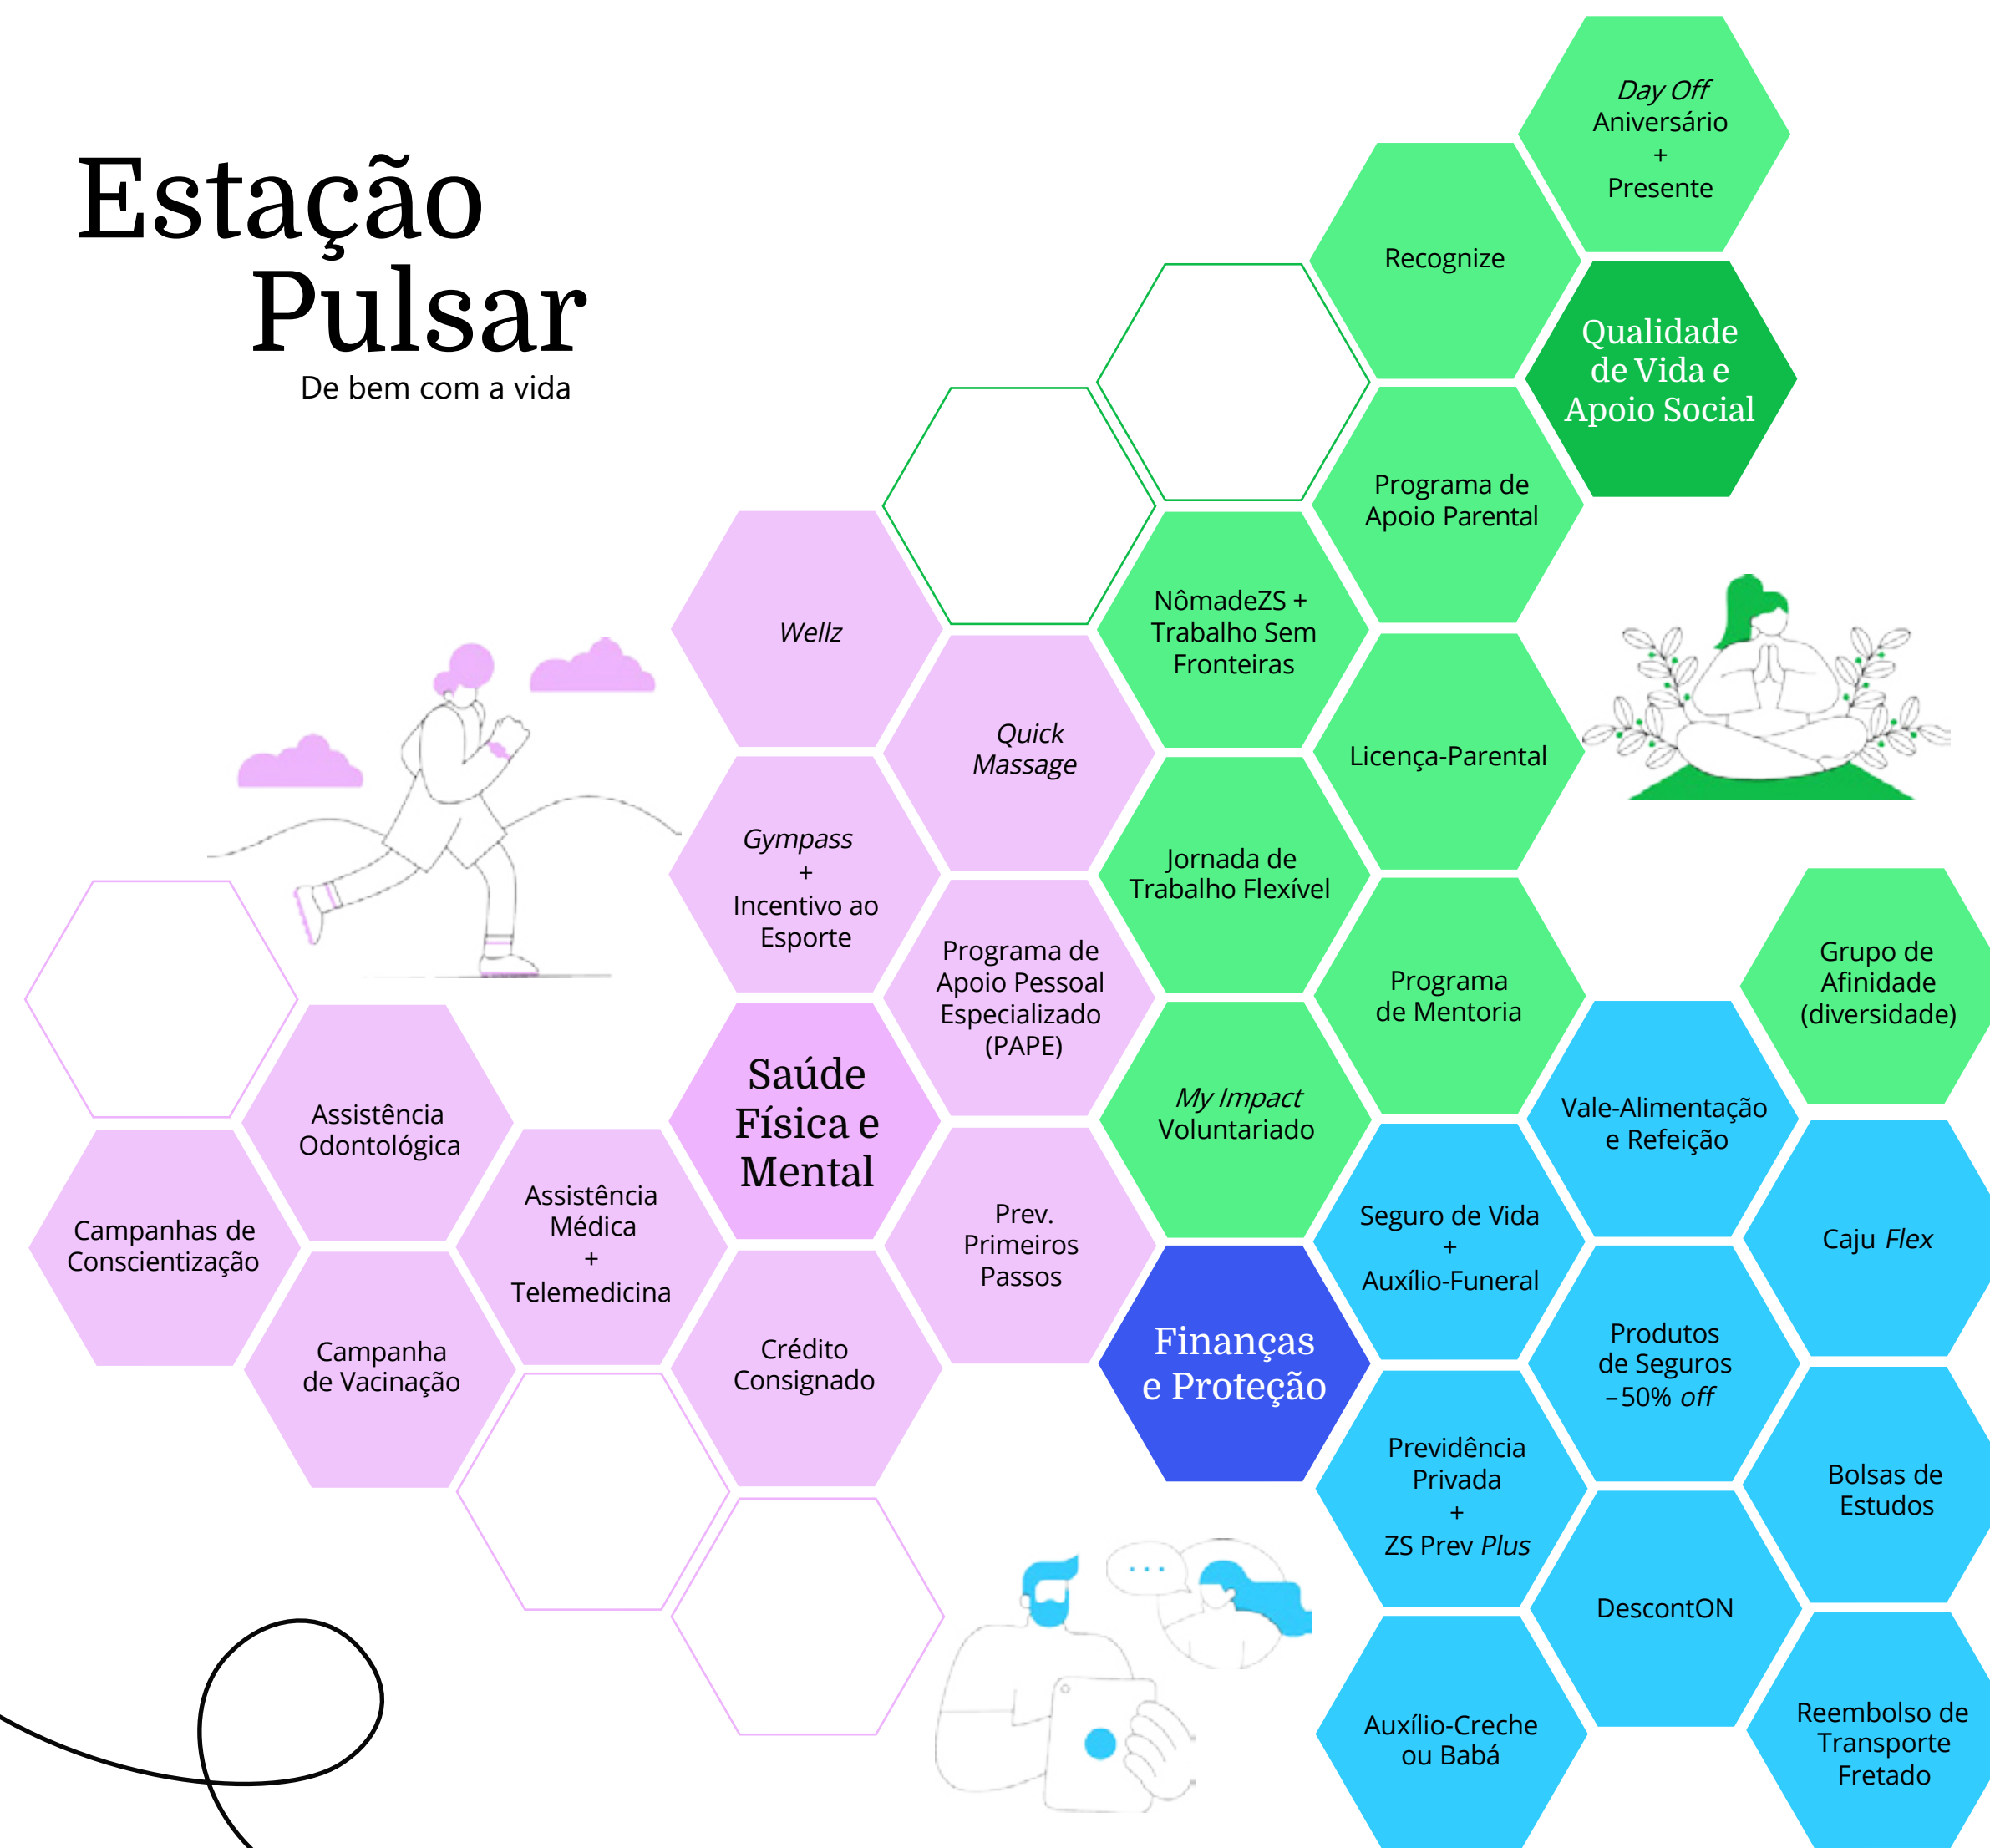 Estação
Pulsar
De bem com a vida
Day Off
Aniversário
+
Presente
Recognize
Qualidade
de Vida e
Apoio Social
Programa de
Apoio Parental
NômadeZS +
Trabalho Sem
Fronteiras
Licença-Parental
Jornada de
Trabalho Flexível
Programa
de Mentoria
Grupo de
Afinidade
(diversidade)
My Impact
Voluntariado
Wellz
Quick
Massage
Gympass
+
Incentivo ao
Esporte
Programa de
Apoio Pessoal
Especializado
(PAPE)
Saúde
Física e
Mental
Assistência
Odontológica
Assistência
Médica
+
Telemedicina
Campanhas de
Conscientização
Campanha
de Vacinação
Prev.
Primeiros
Passos
Crédito
Consignado
Finanças
e Proteção
Vale-Alimentação
e Refeição
Seguro de Vida
+
Auxílio-Funeral
Caju Flex
Produtos
de Seguros
–50% off
Previdência
Privada
+
ZS Prev Plus
Bolsas de
Estudos
DescontON
Auxílio-Creche
ou Babá
Reembolso de
Transporte
Fretado